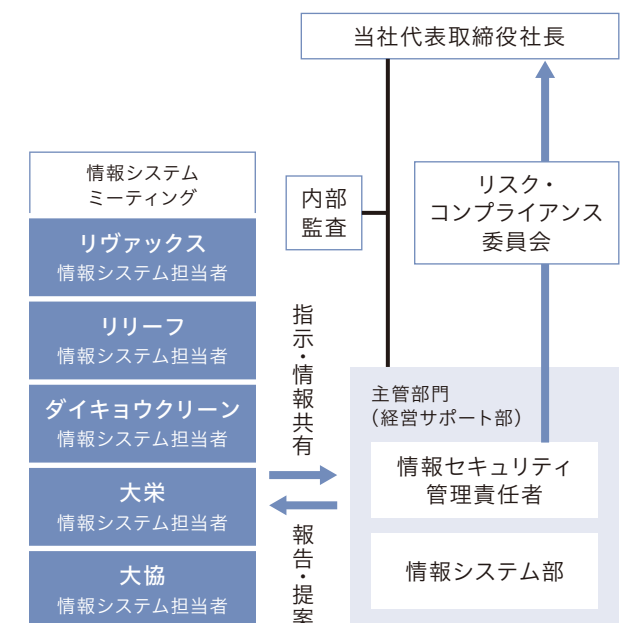 当社代表取締役社長
情報システム
ミーティング
内部
監査
リスク・
コンプライアンス
委員会
リヴァックス
情報システム担当者
リリーフ
情報システム担当者
ダイキョウクリーン
情報システム担当者
大栄
情報システム担当者
大協
情報システム担当者
指示・情報共有
報告・提案
主管部門
（経営サポート部）
情報セキュリティ
管理責任者
情報システム部